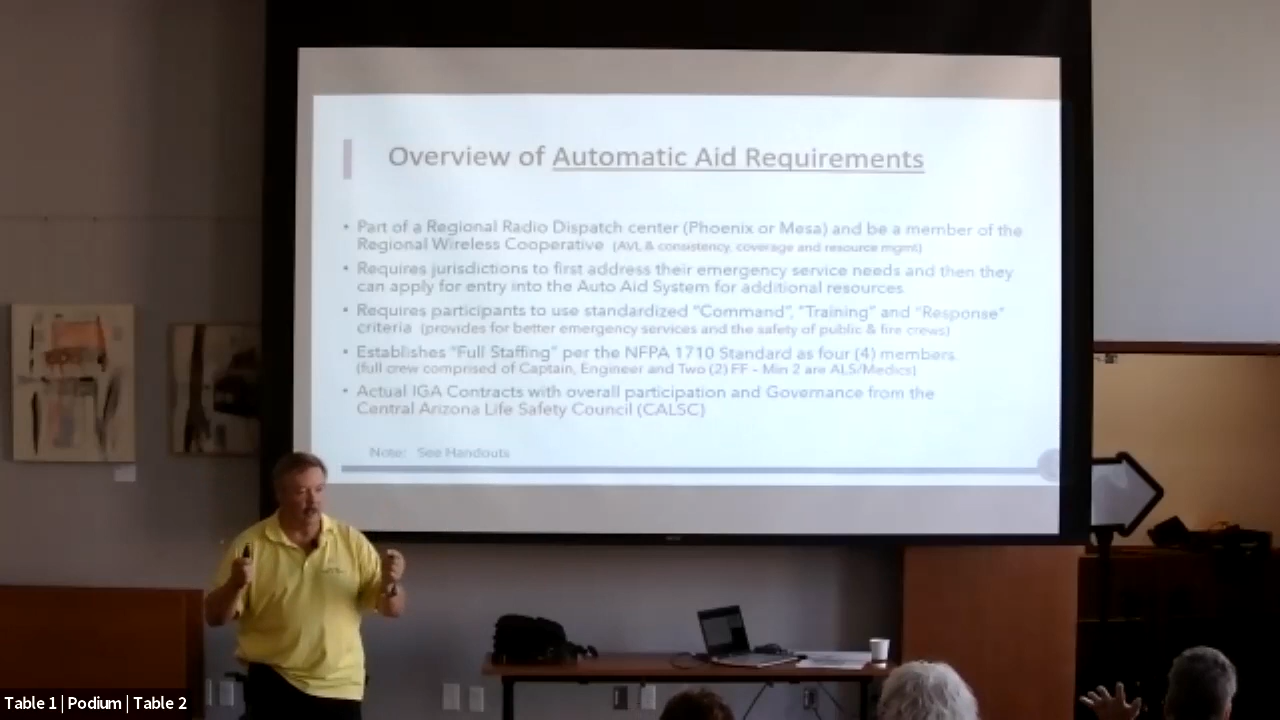 Overview of Automatic Aid Requirements
• Part of a Regional Radio Dispatch center (Phoenix or Mesa) and be a member of the
Regional Wireless Cooperative (AVL & consistency, coverage and resource mgmt)
• Requires jurisdictions to first address their emergency service needs and then they
can apply for entry into the Auto Aid System for additional resources.
• Requires participants to use standardized “Command”, “Training” and “Response”
criteria (provides for better emergency services and the safety of public & fire crews)
• Establishes “Full Staffing” per the NFPA 1710 Standard as four (4) members.
(full crew comprised of Captain, Engineer and Two (2) FF – Min 2 are ALS/Medics)
• Actual IGA Contracts with overall participation and Governance from the
Central Arizona Life Safety Council (CALSC)
Note: See Handouts
Table 1 | Podium | Table 2